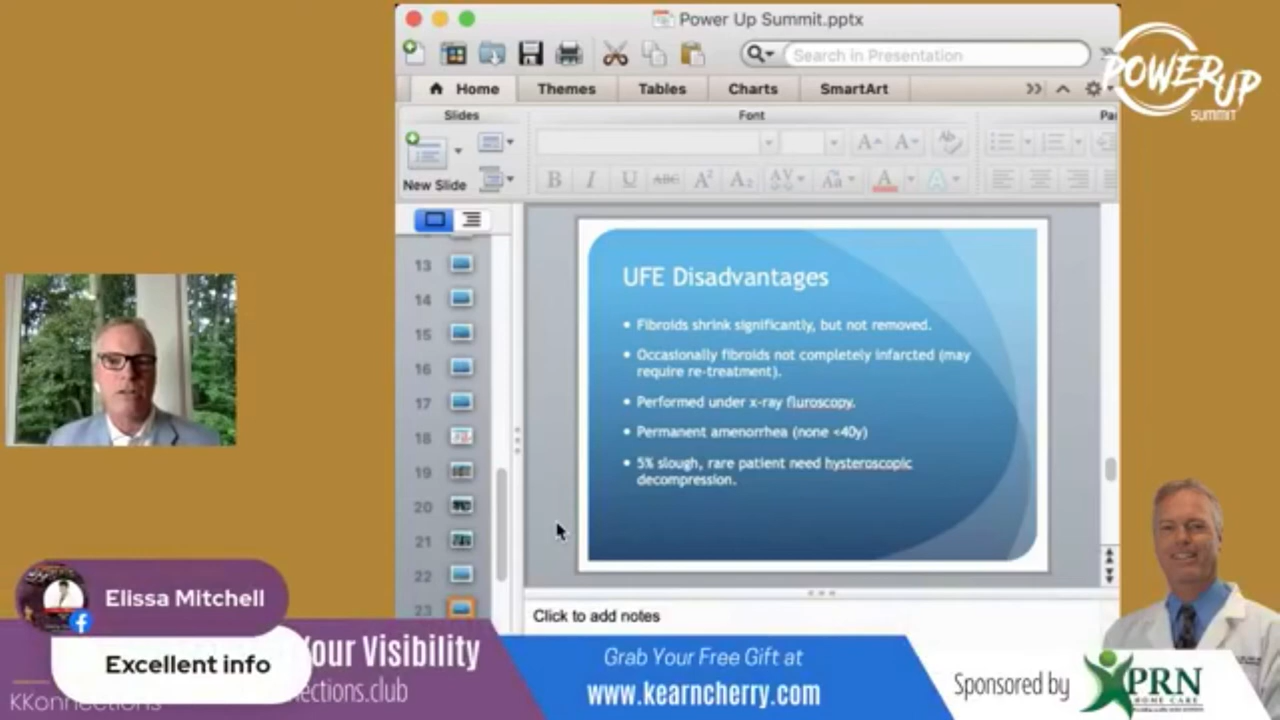 Power Up Summit.pptx
Search in Presentation
Home
Themes
Tables
Charts
SmartArt
POWER UP
SUMMIT
Slides
Font
New Slide
13
14
15
16
17
18
19
20
21
22
23
UFE Disadvantages
• Fibroids shrink significantly, but not removed.
• Occasionally fibroids not completely infarcted (may
require re-treatment).
• Performed under x-ray fluroscopy.
• Permanent amenorrhea (none <40y)
• 5% slough, rare patient need hysteroscopic
decompression.
Click to add notes
Elissa Mitchell
Excellent info
Your Visibility
KKonnections
Grab Your Free Gift at
www.kearncherry.com
Sponsored by
PRN
HOME CARE